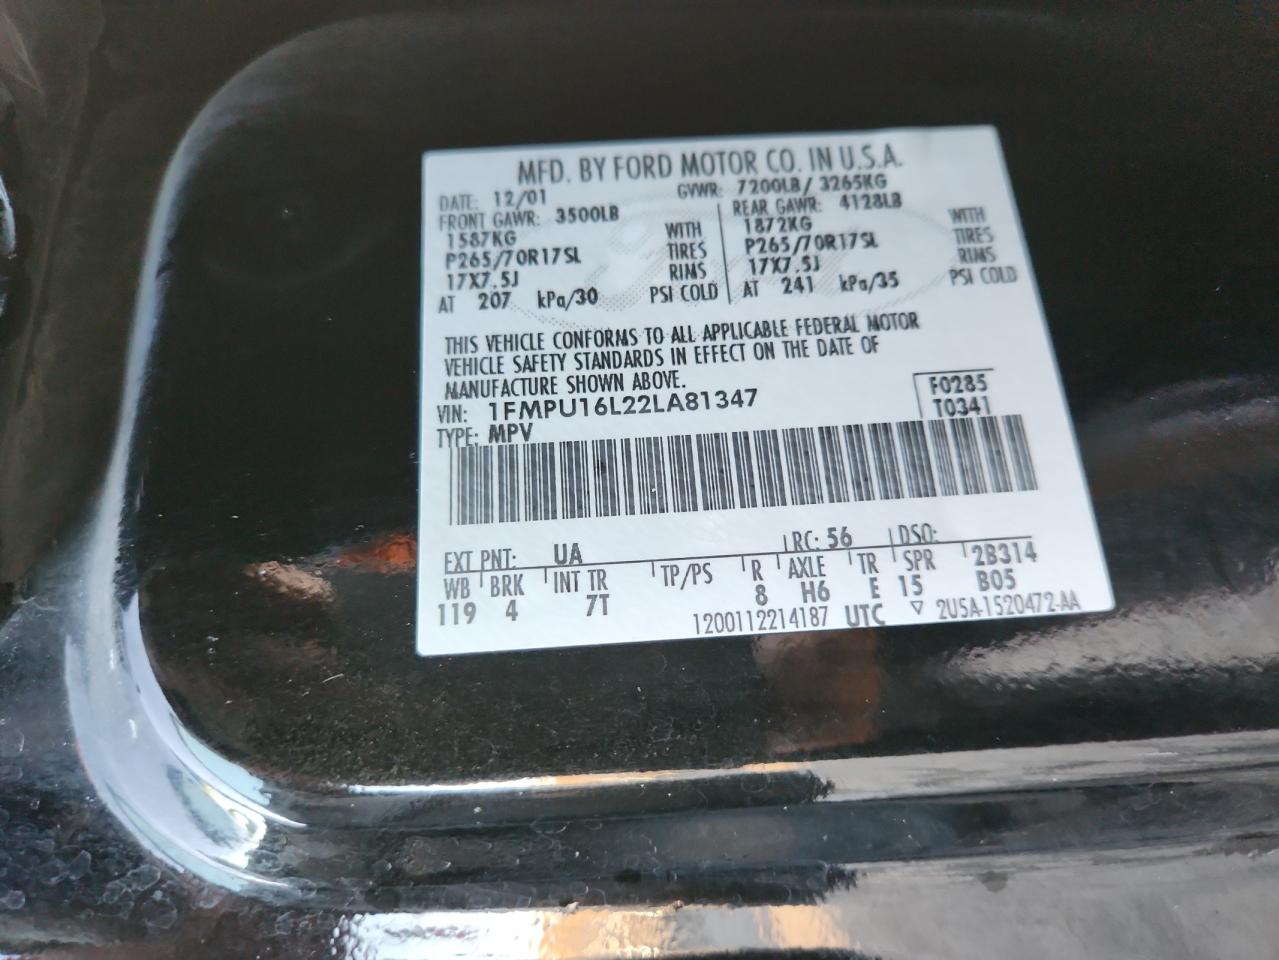 MFD. BY FORD MOTOR CO. IN U.S.A.
DATE: 12/01 GVWR: 7200LB/ 3265KG
FRONT GAWR: 3500LB REAR GAWR: 4128LB
1587KG WITH 1872KG WITH
P265/70R17SL TIRES P265/70R17SL TIRES
17X7.5J RIMS 17X7.5J RIMS
AT 207 kPa/30 PSI COLD AT 241 kPa/35 PSI COLD
THIS VEHICLE CONFORMS TO ALL APPLICABLE FEDERAL MOTOR
VEHICLE SAFETY STANDARDS IN EFFECT ON THE DATE OF
MANUFACTURE SHOWN ABOVE.
VIN: 1FMPU16L22LA81347 F0285
TYPE: MPV T0341
EXT PNT: UA RC: 56 DSO:
WB BRK INT TR TP/PS R AXLE TR SPR 2B314
119 4 7T 8 H6 E 15 B05
1200112214187 UTC ▽ 2U5A-1520472-AA